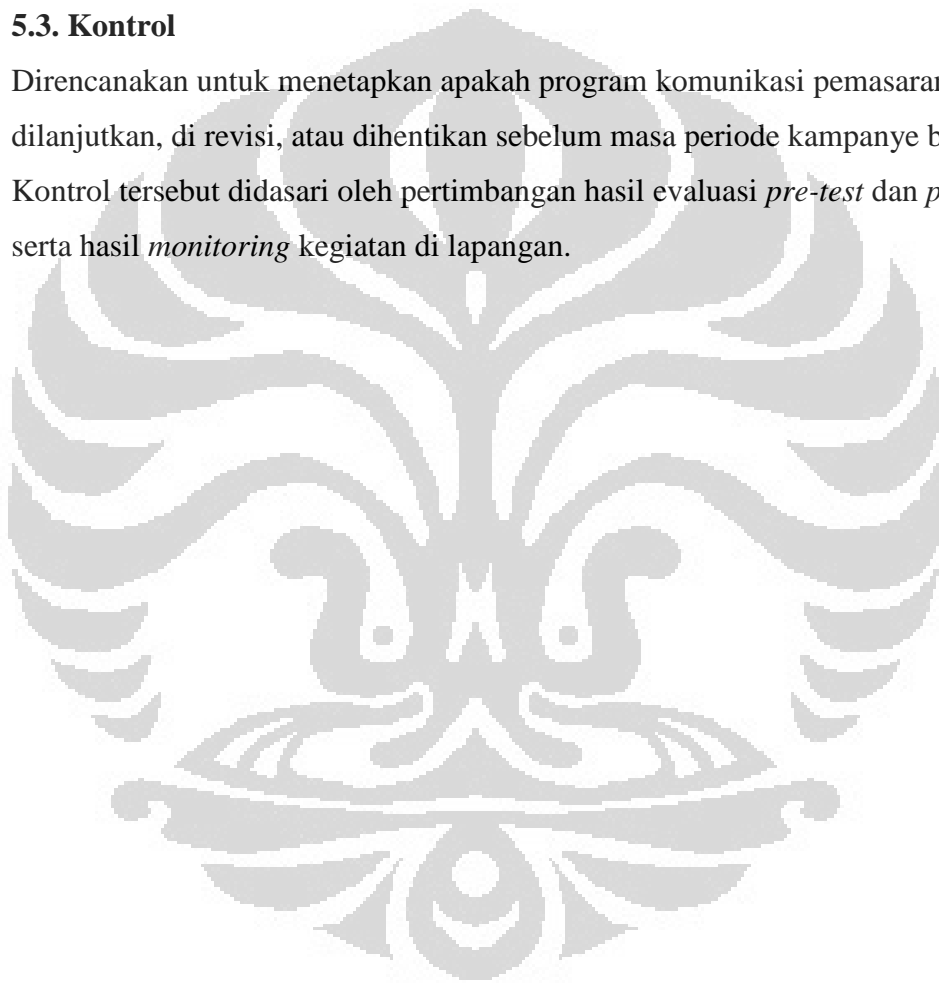 5.3. Kontrol
Direncanakan untuk menetapkan apakah program komunikasi pemasaran
dilanjutkan, di revisi, atau dihentikan sebelum masa periode kampanye
Kontrol tersebut didasari oleh pertimbangan hasil evaluasi pre-test dan
serta hasil monitoring kegiatan di lapangan.